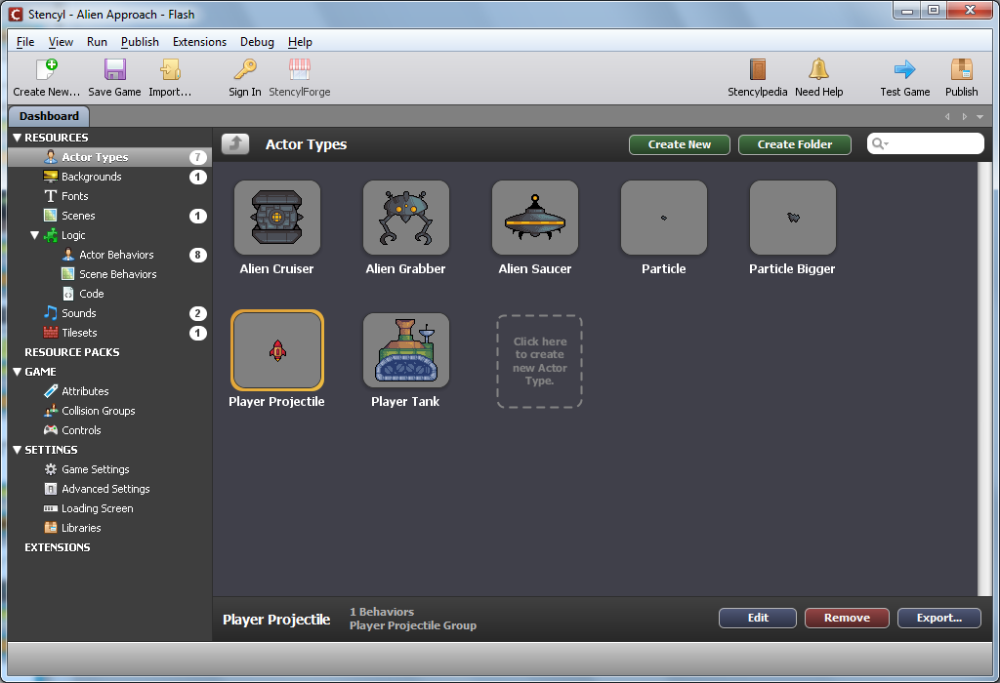 Stencyl - Alien Approach - Flash
File View Run Publish Extensions Debug Help
Create New... Save Game Import... Sign In StencylForge Stencylpedia Need Help Test Game Publish
Dashboard
RESOURCES
Actor Types 7
Backgrounds 1
Fonts
Scenes 1
Logic
Actor Behaviors 8
Scene Behaviors
Code
Sounds 2
Tilesets 1
RESOURCE PACKS
GAME
Attributes
Collision Groups
Controls
SETTINGS
Game Settings
Advanced Settings
Loading Screen
Libraries
EXTENSIONS
Actor Types Create New Create Folder
Alien Cruiser Alien Grabber Alien Saucer Particle Particle Bigger
Click here
to create
new Actor
Type.
Player Projectile Player Tank
Player Projectile
1 Behaviors
Player Projectile Group
Edit Remove Export...